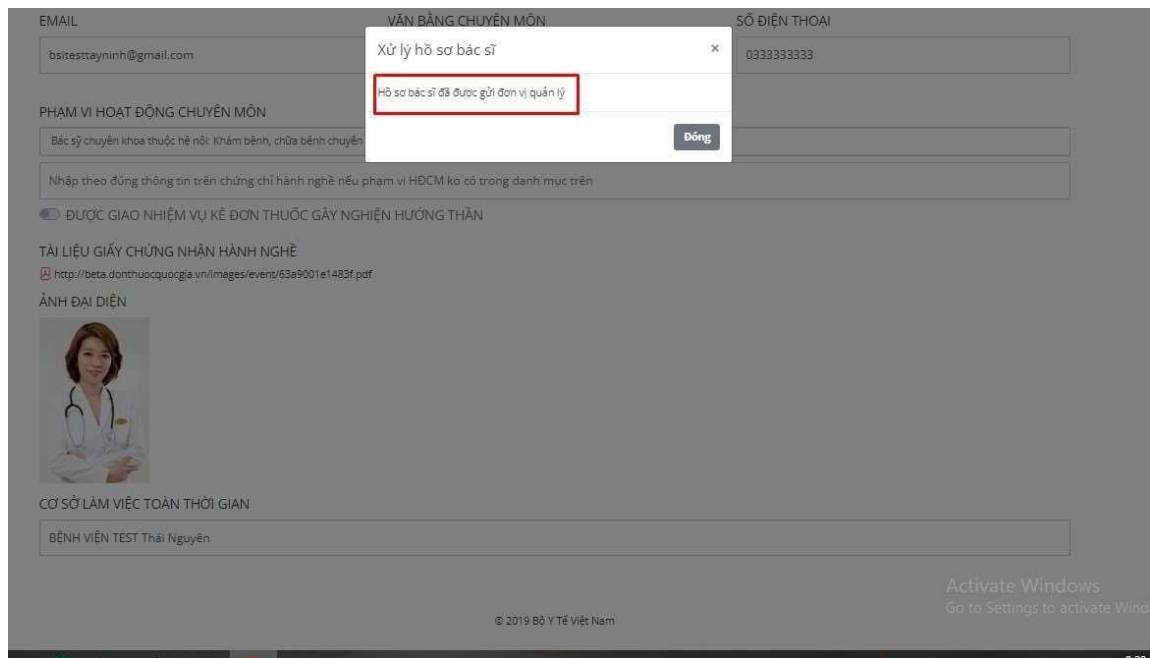 EMAIL
VĂN BẰNG CHUYÊN MÔN
SỐ ĐIỆN THOẠI
bsitesttayninh@gmail.com
Xử lý hồ sơ bác sĩ
×
0333333333
Hồ sơ bác sĩ đã được gửi đơn vị quản lý
PHẠM VI HOẠT ĐỘNG CHUYÊN MÔN
Đóng
Bác sỹ chuyên khoa thuộc hệ nội: Khám bệnh, chữa bệnh chuyên
Nhập theo đúng thông tin trên chứng chỉ hành nghề nếu phạm vi HĐCM ko có trong danh mục trên
ĐƯỢC GIAO NHIỆM VỤ KÊ ĐƠN THUỐC GÂY NGHIỆN HƯỚNG THẦN
TÀI LIỆU GIẤY CHỨNG NHẬN HÀNH NGHỀ
http://beta.donthuocquocgia.vn/images/event/63a9001e1483f.pdf
ẢNH ĐẠI DIỆN
CƠ SỞ LÀM VIỆC TOÀN THỜI GIAN
BỆNH VIỆN TEST Thái Nguyên
Activate Windows
Go to Settings to activate Wind
© 2019 Bộ Y Tế Việt Nam